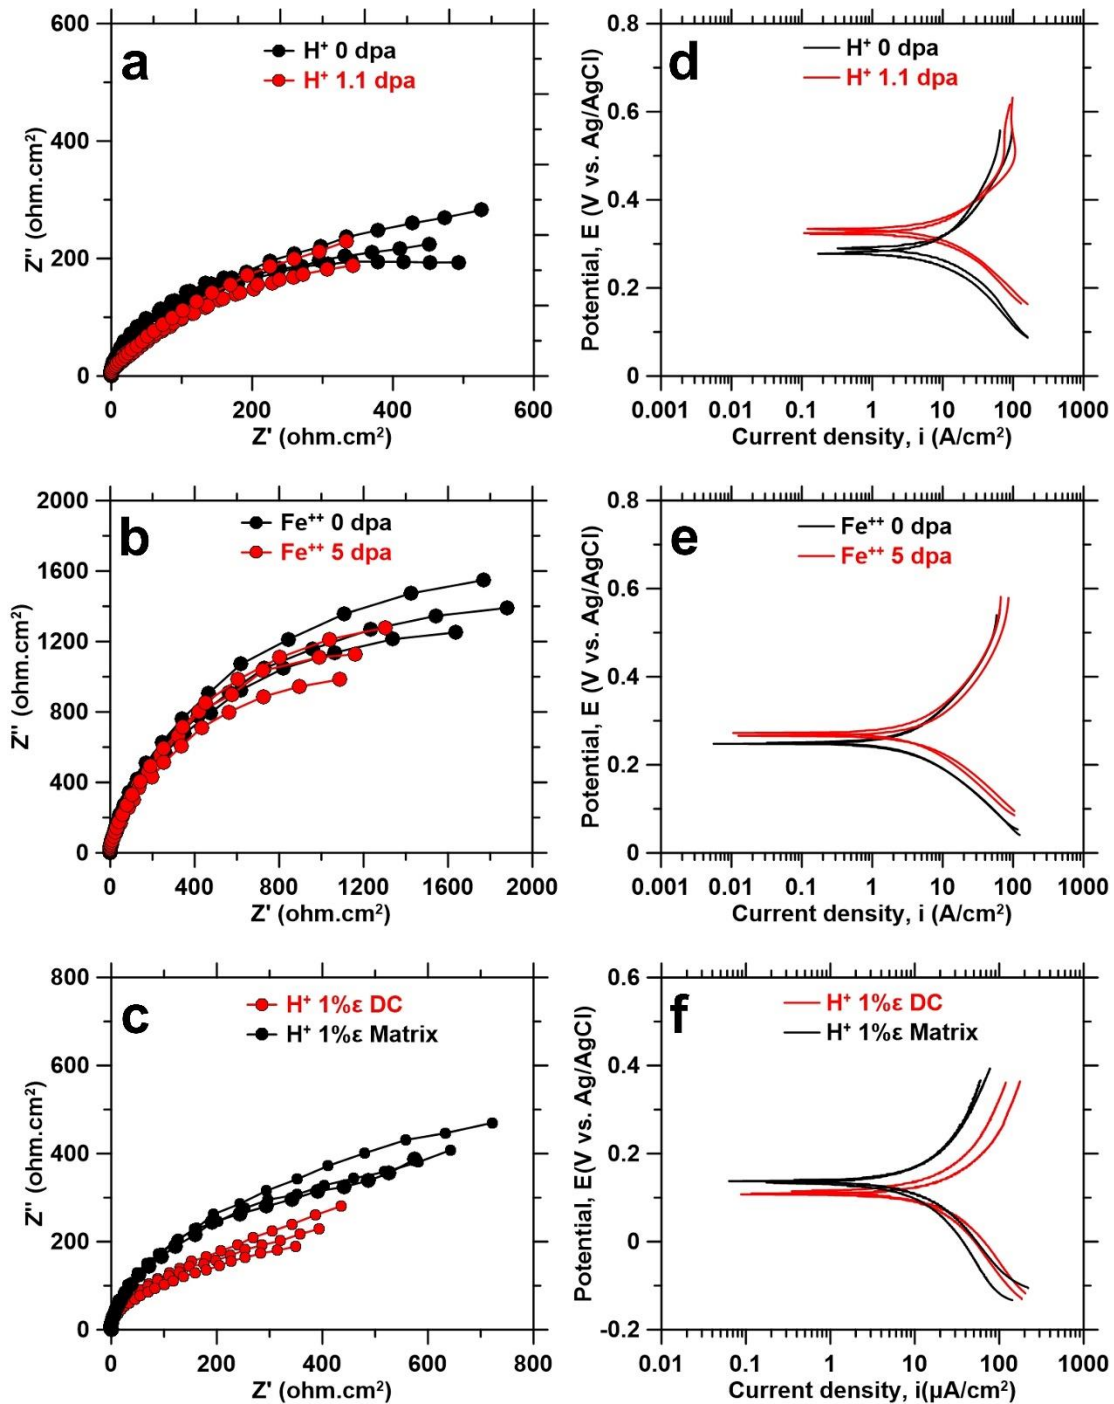 a
H⁺ 0 dpa
H⁺ 1.1 dpa
600
400
200
0
Z'' (ohm.cm²)
0 200 400 600
Z' (ohm.cm²)
d
H⁺ 0 dpa
H⁺ 1.1 dpa
0.8
0.6
0.4
0.2
0
Potential, E (V vs. Ag/AgCl)
0.001 0.01 0.1 1 10 100 1000
Current density, i (A/cm²)
b
Fe⁺⁺ 0 dpa
Fe⁺⁺ 5 dpa
2000
1600
1200
800
400
0
Z'' (ohm.cm²)
0 400 800 1200 1600 2000
Z' (ohm.cm²)
e
Fe⁺⁺ 0 dpa
Fe⁺⁺ 5 dpa
0.8
0.6
0.4
0.2
0
Potential, E (V vs. Ag/AgCl)
0.001 0.01 0.1 1 10 100 1000
Current density, i (A/cm²)
c
H⁺ 1%ε DC
H⁺ 1%ε Matrix
800
600
400
200
0
Z'' (ohm.cm²)
0 200 400 600 800
Z' (ohm.cm²)
f
H⁺ 1%ε DC
H⁺ 1%ε Matrix
0.6
0.4
0.2
0
-0.2
Potential, E(V vs. Ag/AgCl)
0.01 0.1 1 10 100 1000
Current density, i(µA/cm²)